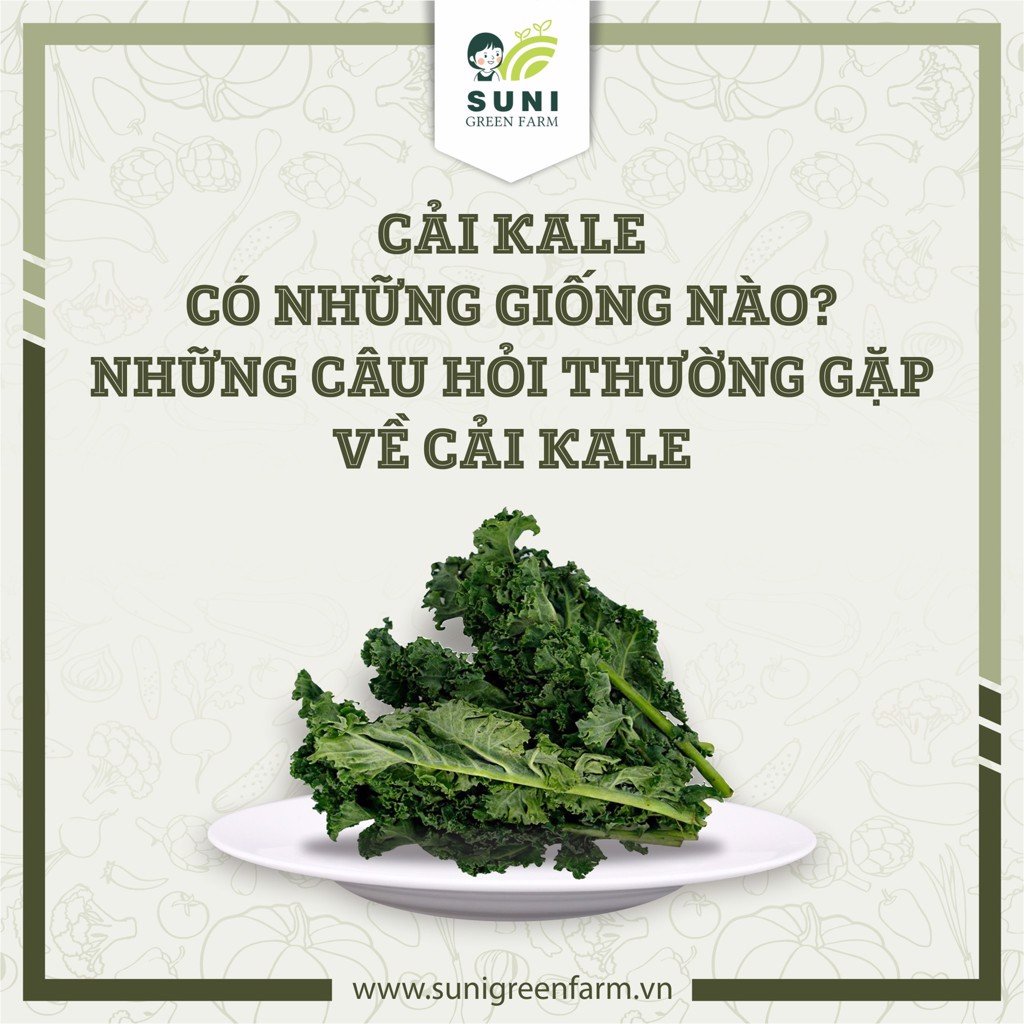 SUNI
GREEN FARM
CẢI KALE
CÓ NHỮNG GIỐNG NÀO?
NHỮNG CÂU HỎI THƯỜNG GẶP
VỀ CẢI KALE
www.sunigreenfarm.vn